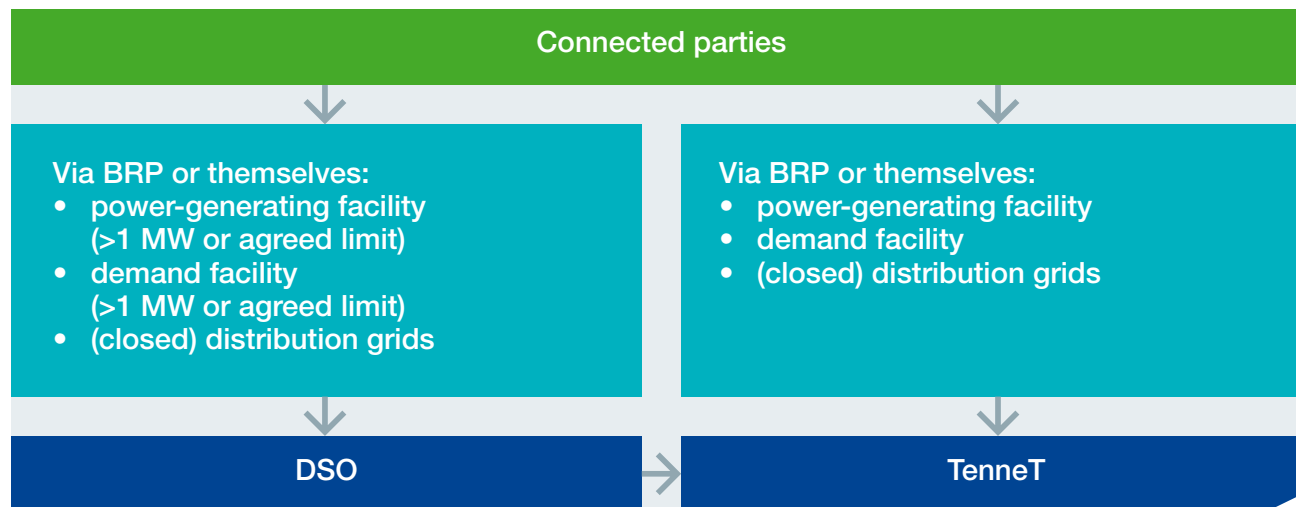 Connected parties
Via BRP or themselves:
• power-generating facility
(>1 MW or agreed limit)
• demand facility
(>1 MW or agreed limit)
• (closed) distribution grids
Via BRP or themselves:
• power-generating facility
• demand facility
• (closed) distribution grids
DSO
TenneT